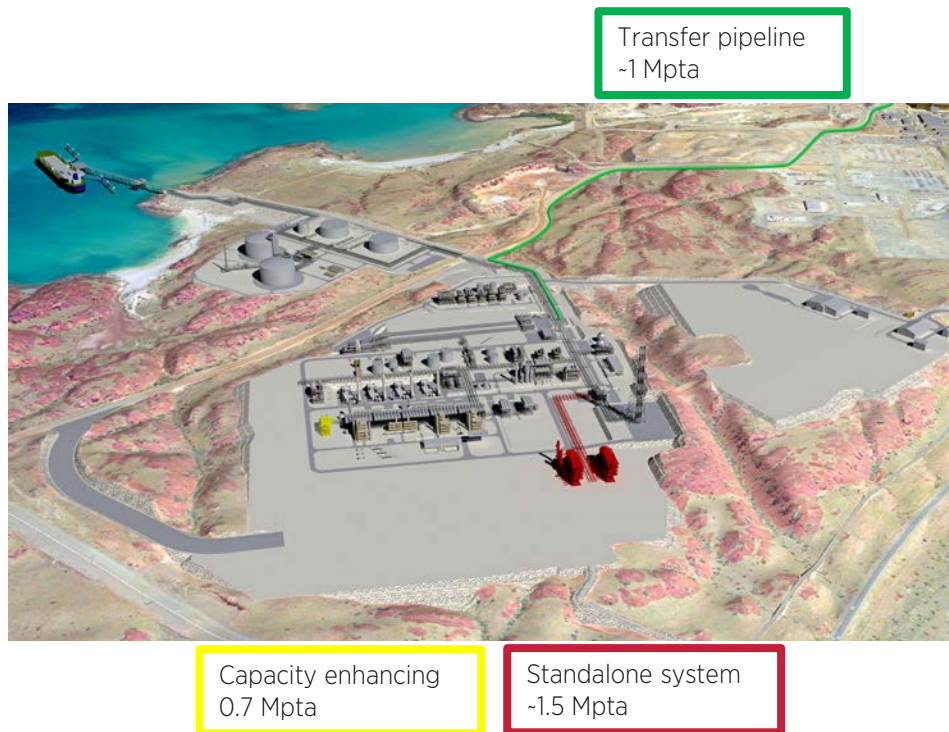 Transfer pipeline
~1 Mpta
Capacity enhancing
0.7 Mpta
Standalone system
~1.5 Mpta